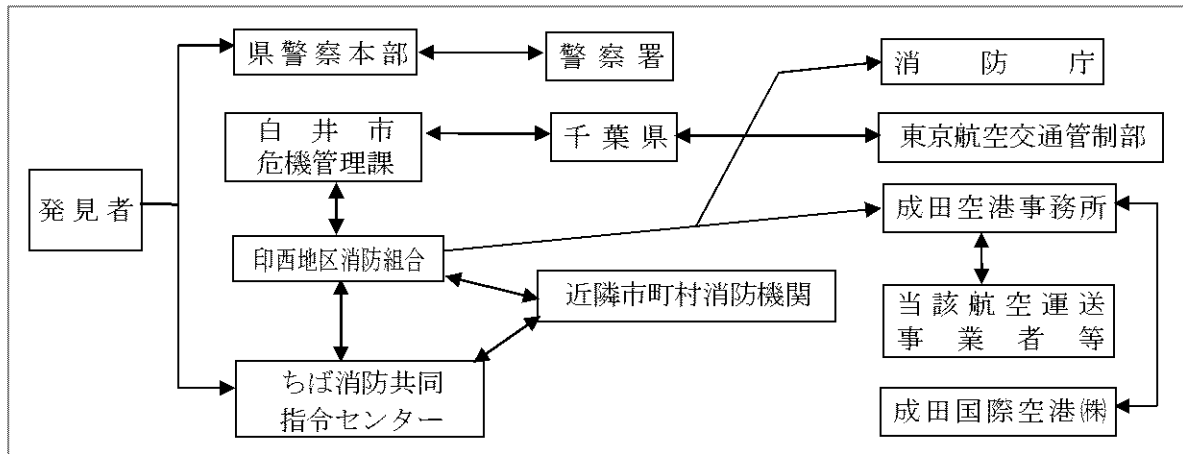 県警察本部
警察署
消防庁
白井市
危機管理課
千葉県
東京航空交通管制部
発見者
成田空港事務所
印西地区消防組合
近隣市町村消防機関
当該航空運送
事業者等
ちば消防共同
指令センター
成田国際空港㈱